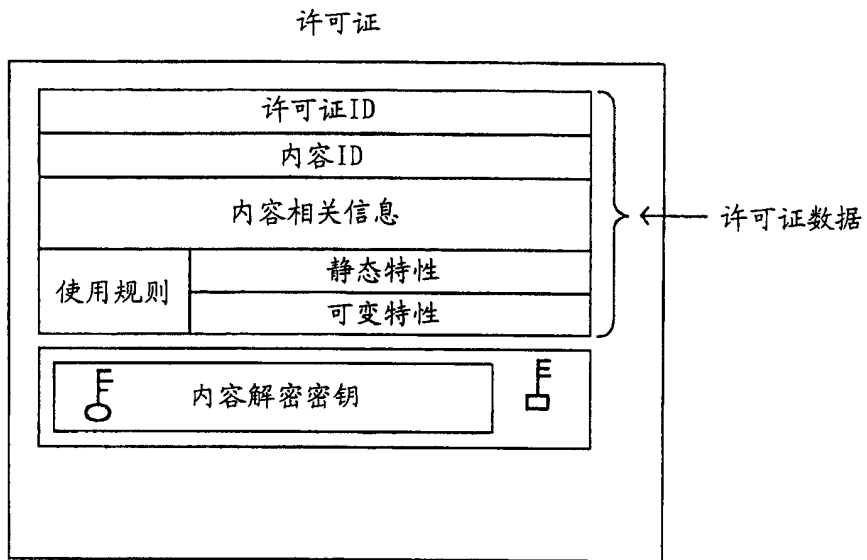 许可证
许可证ID
内容ID
内容相关信息
许可证数据
使用规则
静态特性
可变特性
内容解密密钥